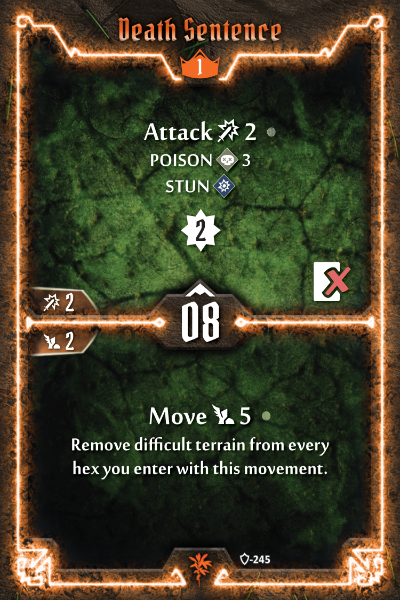 Death Sentence
1
Attack 2
POISON 3
STUN
2
2
08
2
Move 5
Remove difficult terrain from every
hex you enter with this movement.
-245